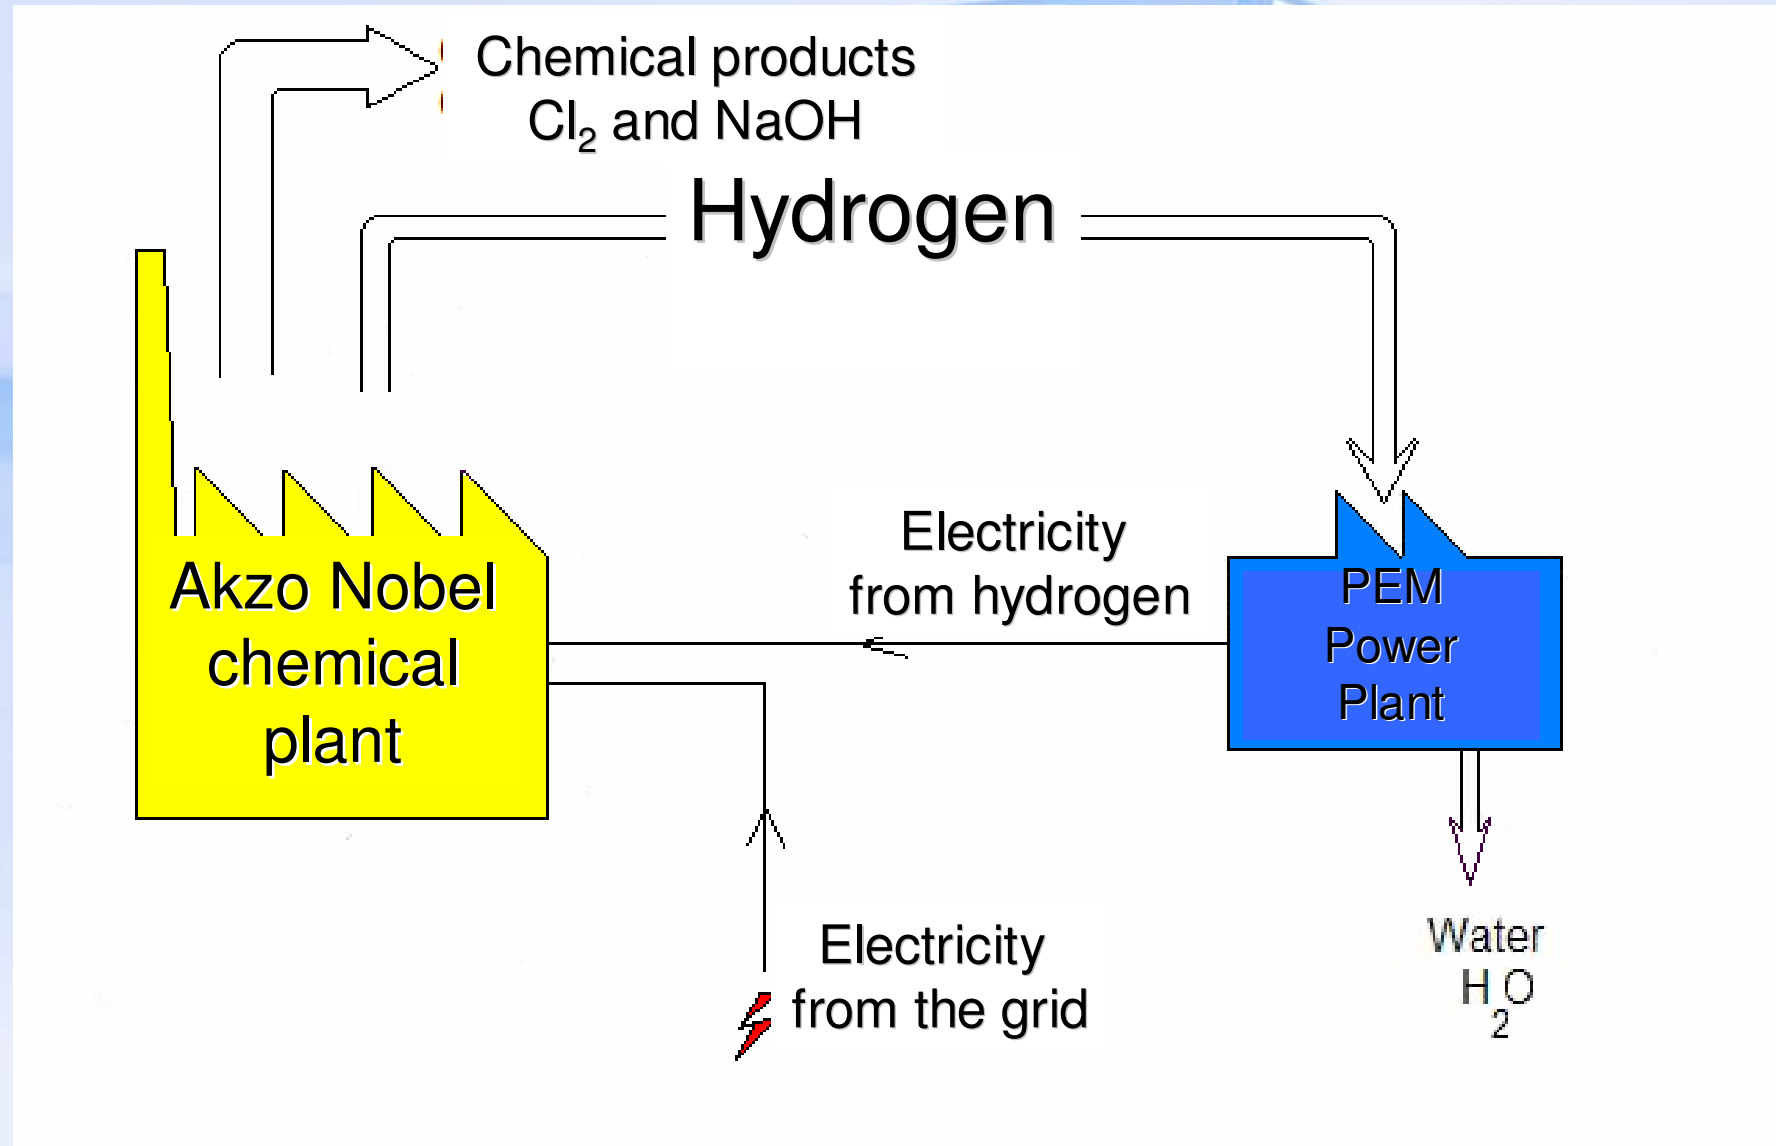 Chemical products
Cl₂ and NaOH
Hydrogen
Electricity
from hydrogen
Akzo Nobel
chemical
plant
PEM
Power
Plant
Electricity
from the grid
Water
H₂O